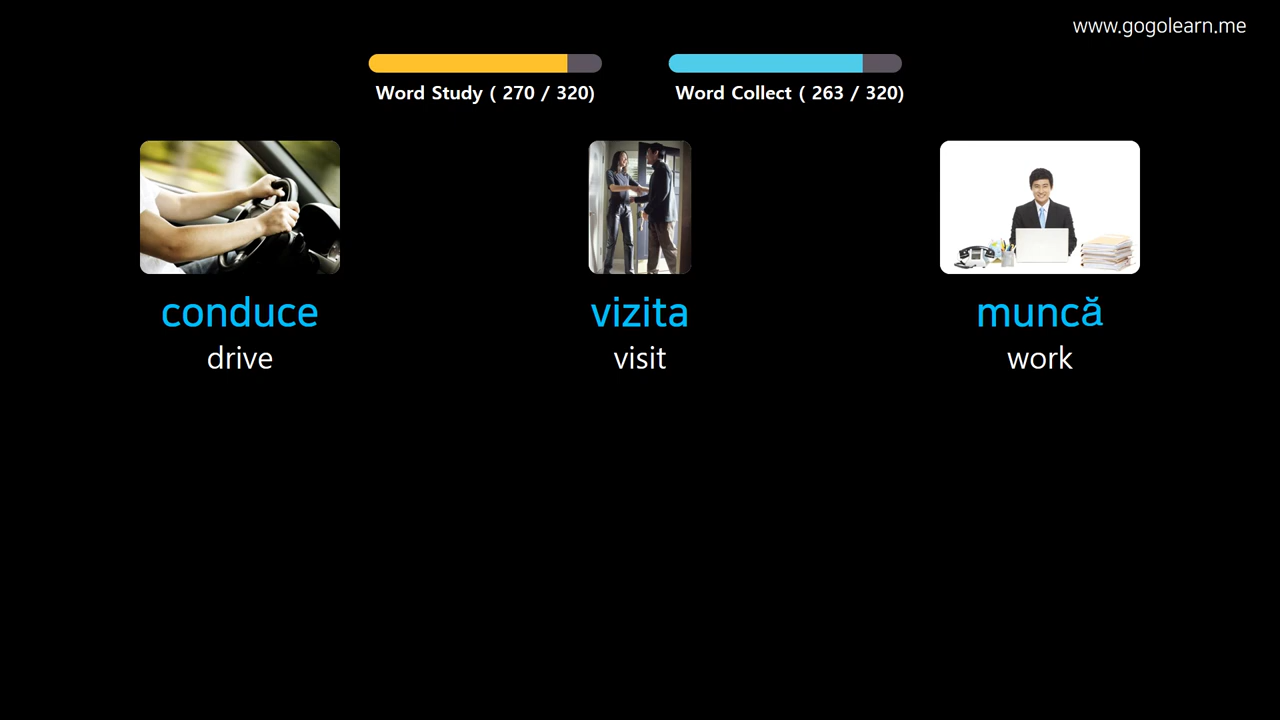 www.gogolearn.me
Word Study ( 270 / 320)
Word Collect ( 263 / 320)
conduce
drive
vizita
visit
muncă
work